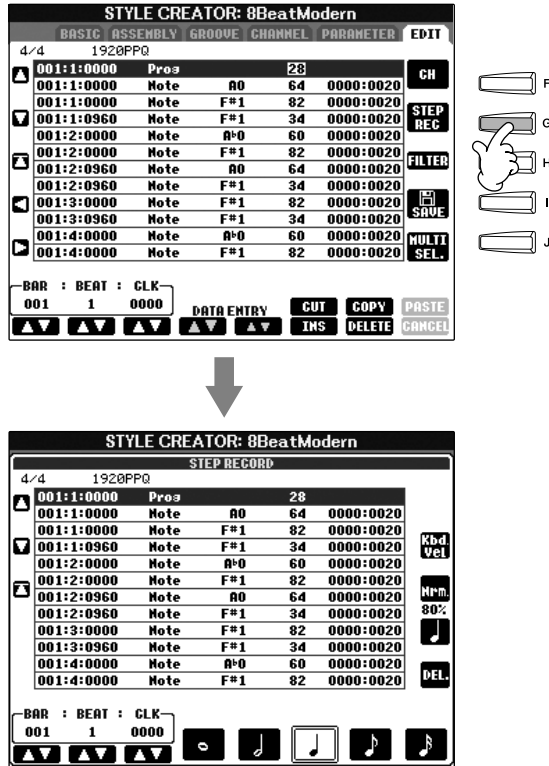 STYLE CREATOR: 8BeatModern
BASIC ASSEMBLY GROOVE CHANNEL PARAMETER EDIT
4/4 1920PPQ
001:1:0000 Prog 28
001:1:0000 Note A0 64 0000:0020
001:1:0000 Note F#1 82 0000:0020
001:1:0960 Note F#1 34 0000:0020
001:2:0000 Note A♭0 60 0000:0020
001:2:0000 Note F#1 82 0000:0020
001:2:0960 Note A0 64 0000:0020
001:2:0960 Note F#1 34 0000:0020
001:3:0000 Note F#1 82 0000:0020
001:3:0960 Note F#1 34 0000:0020
001:4:0000 Note A♭0 60 0000:0020
001:4:0000 Note F#1 82 0000:0020
CH
STEP REC
FILTER
SAVE
MULTI SEL.
F
G
H
I
J
BAR : BEAT : CLK
001 1 0000
DATA ENTRY
CUT COPY PASTE
INS DELETE CANCEL
STYLE CREATOR: 8BeatModern
STEP RECORD
4/4 1920PPQ
001:1:0000 Prog 28
001:1:0000 Note A0 64 0000:0020
001:1:0000 Note F#1 82 0000:0020
001:1:0960 Note F#1 34 0000:0020
001:2:0000 Note A♭0 60 0000:0020
001:2:0000 Note F#1 82 0000:0020
001:2:0960 Note A0 64 0000:0020
001:2:0960 Note F#1 34 0000:0020
001:3:0000 Note F#1 82 0000:0020
001:3:0960 Note F#1 34 0000:0020
001:4:0000 Note A♭0 60 0000:0020
001:4:0000 Note F#1 82 0000:0020
Kbd. Vel
Nrm.
80%
DEL.
BAR : BEAT : CLK
001 1 0000